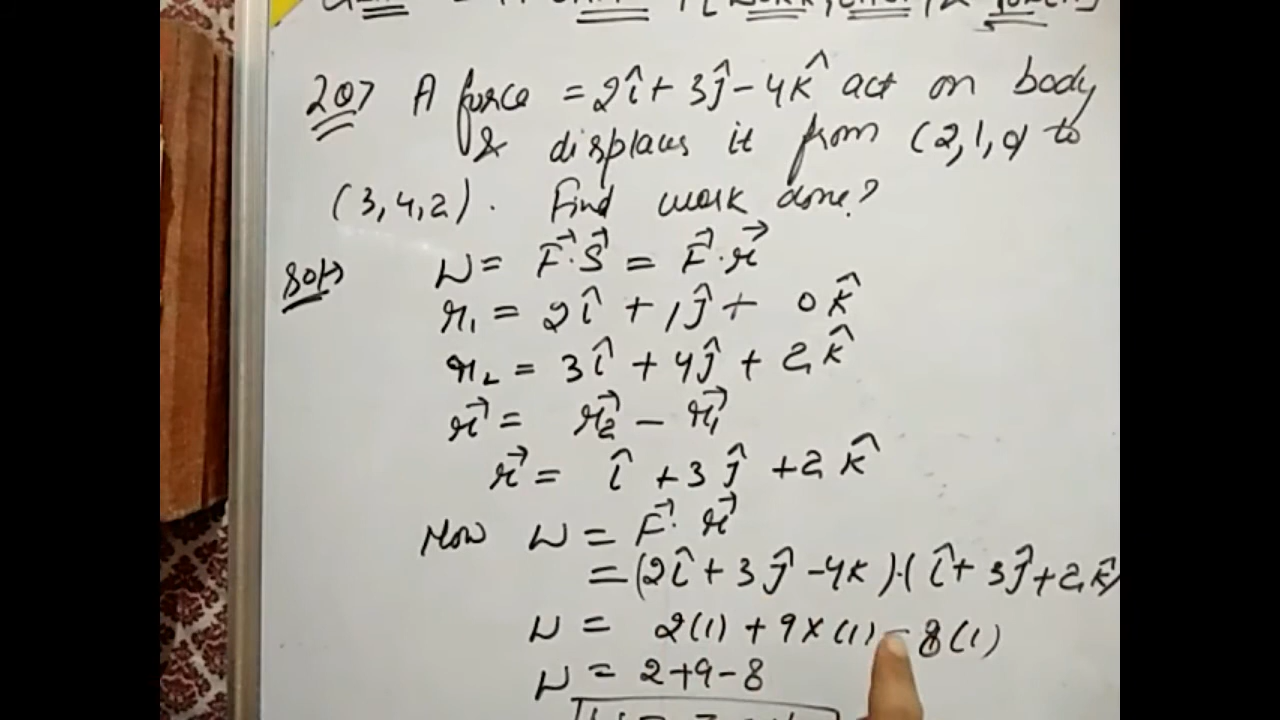 20) A force = 2î + 3ĵ - 4k̂ act on body
& displaces it from (2,1,0) to
(3,4,2). Find work done?
Sol) W = F⃗·S⃗ = F⃗·r⃗
r₁ = 2î + 1ĵ + 0k̂
r₂ = 3î + 4ĵ + 2k̂
r⃗ = r⃗₂ - r⃗₁
r⃗ = î + 3ĵ + 2k̂
Now W = F⃗· r⃗
= (2î + 3ĵ - 4k)·(î + 3ĵ + 2k̂)
W = 2(1) + 9×(1) - 8(1)
W = 2+9-8